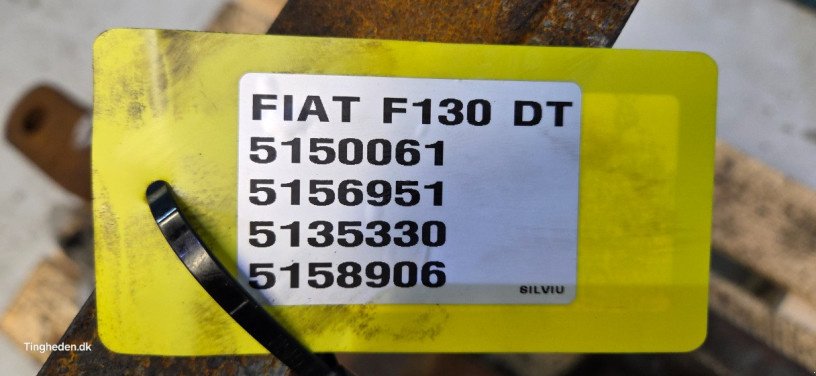 FIAT F130 DT
5150061
5156951
5135330
5158906
SILVIU
Tingheden.dk